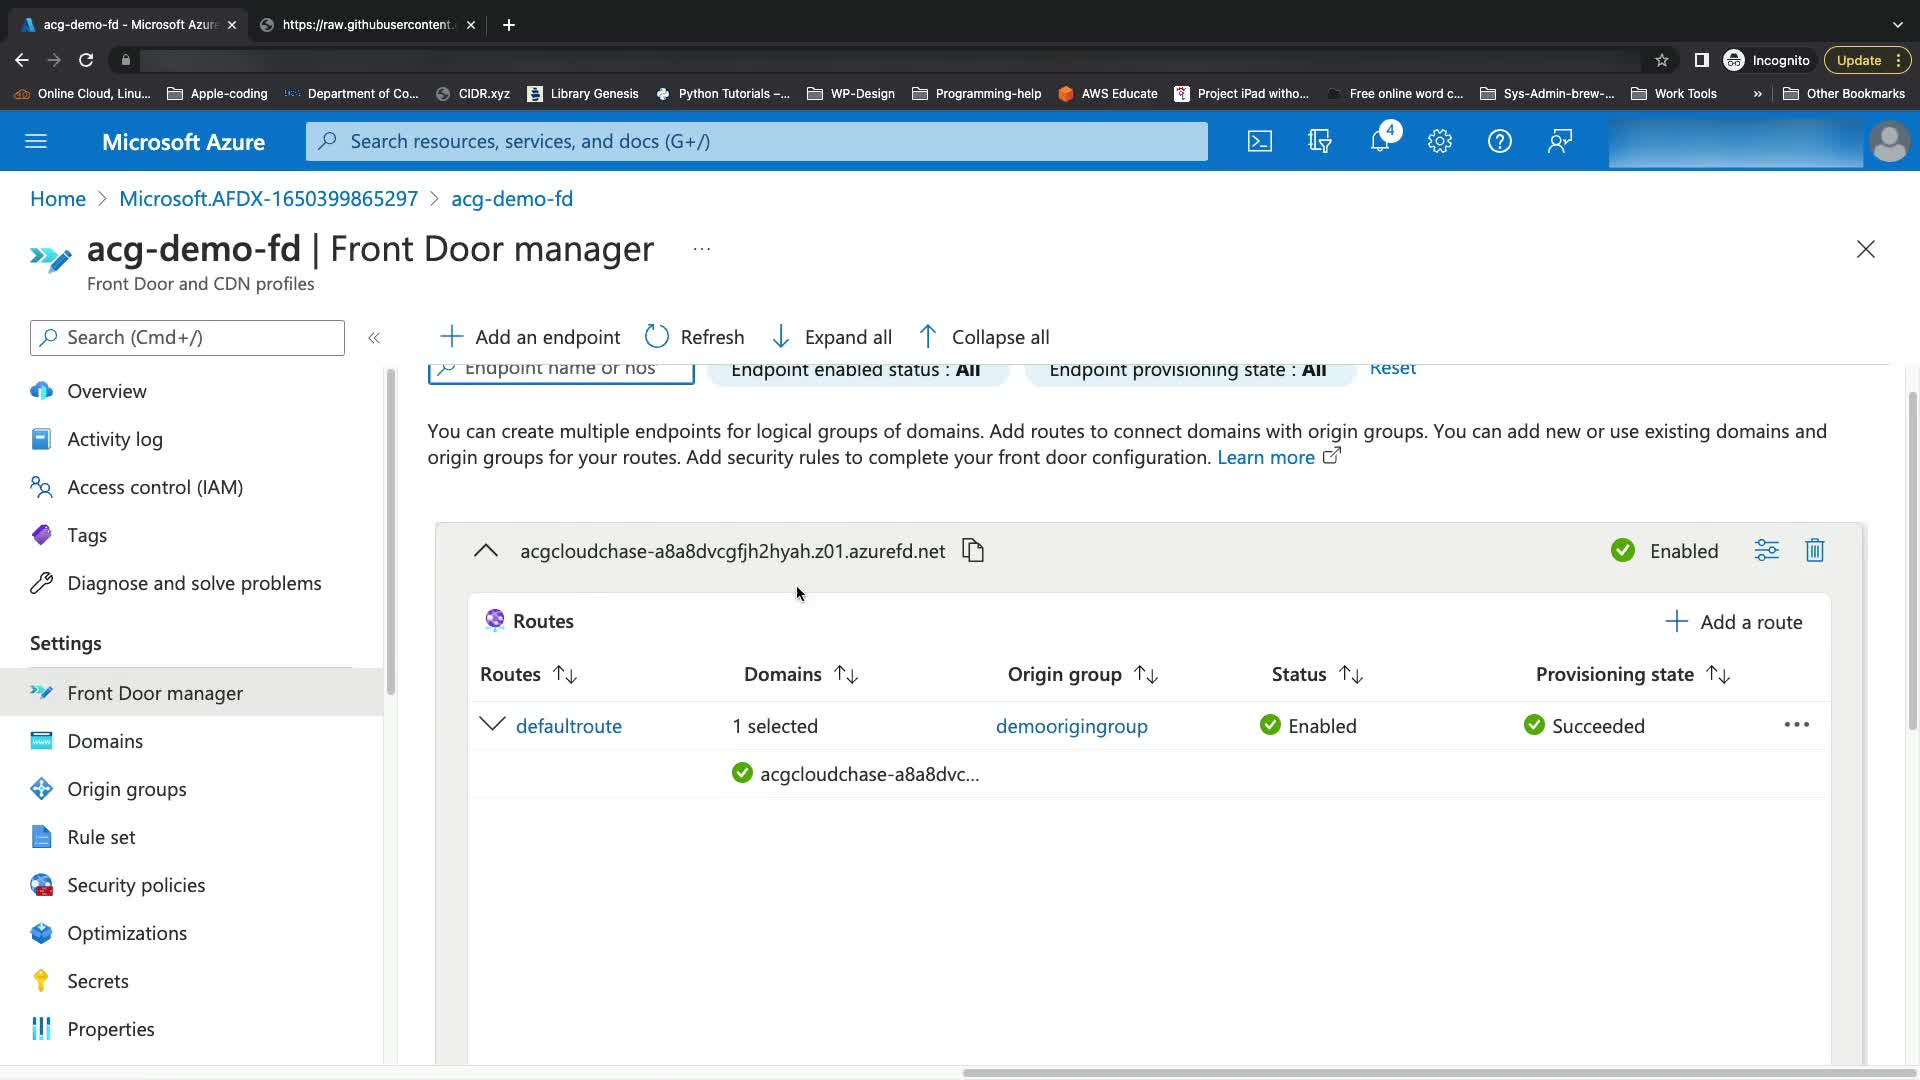 acg-demo-fd - Microsoft Azure
https://raw.githubusercontent.
Incognito
Update
Online Cloud, Linu...
Apple-coding
Department of Co...
CIDR.xyz
Library Genesis
Python Tutorials –...
WP-Design
Programming-help
AWS Educate
Project iPad witho...
Free online word c...
Sys-Admin-brew-...
Work Tools
»
Other Bookmarks
Microsoft Azure
Search resources, services, and docs (G+/)
4
Home > Microsoft.AFDX-1650399865297 > acg-demo-fd
acg-demo-fd | Front Door manager ...
Front Door and CDN profiles
Search (Cmd+/)
«
Add an endpoint
Refresh
Expand all
Collapse all
Endpoint name or hos
Endpoint enabled status : All
Endpoint provisioning state : All
Reset
Overview
Activity log
Access control (IAM)
Tags
Diagnose and solve problems
Settings
Front Door manager
Domains
Origin groups
Rule set
Security policies
Optimizations
Secrets
Properties
You can create multiple endpoints for logical groups of domains. Add routes to connect domains with origin groups. You can add new or use existing domains and
origin groups for your routes. Add security rules to complete your front door configuration. Learn more
acgcloudchase-a8a8dvcgfjh2hyah.z01.azurefd.net
Enabled
Routes
Add a route
Routes
Domains
Origin group
Status
Provisioning state
defaultroute
1 selected
demoorigingroup
Enabled
Succeeded
acgcloudchase-a8a8dvc...